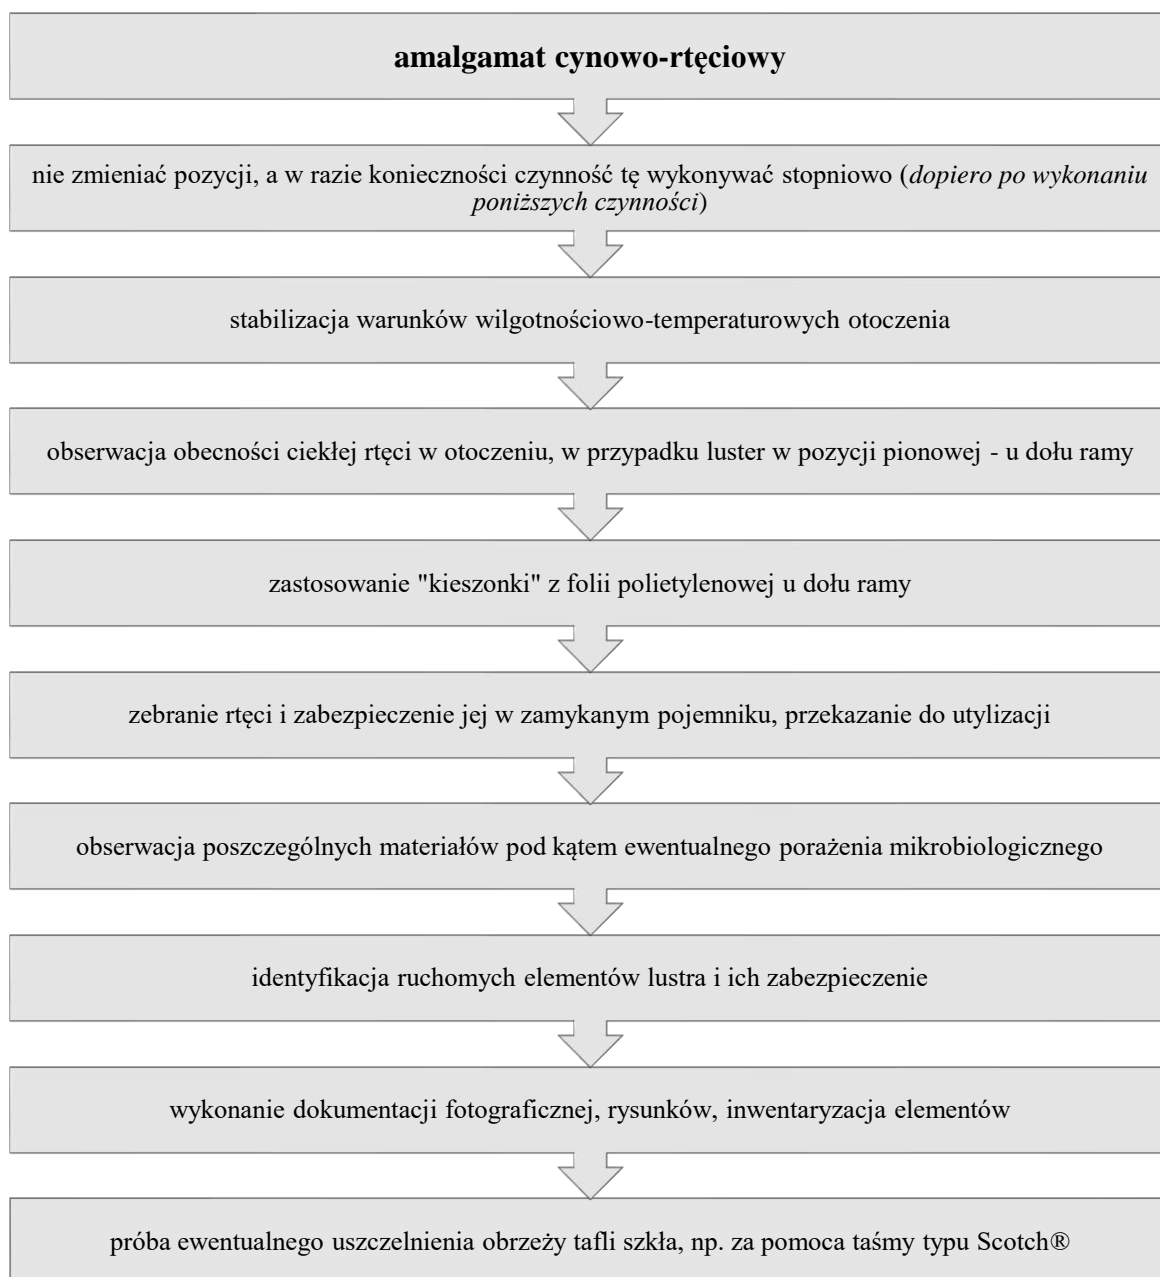 amalgamat cynowo-rtęciowy
nie zmieniać pozycji, a w razie konieczności czynność tę wykonywać stopniowo (dopiero po wykonaniu
poniższych czynności)
stabilizacja warunków wilgotnościowo-temperaturowych otoczenia
obserwacja obecności ciekłej rtęci w otoczeniu, w przypadku luster w pozycji pionowej - u dołu ramy
zastosowanie "kieszonki" z folii polietylenowej u dołu ramy
zebranie rtęci i zabezpieczenie jej w zamykanym pojemniku, przekazanie do utylizacji
obserwacja poszczególnych materiałów pod kątem ewentualnego porażenia mikrobiologicznego
identyfikacja ruchomych elementów lustra i ich zabezpieczenie
wykonanie dokumentacji fotograficznej, rysunków, inwentaryzacja elementów
próba ewentualnego uszczelnienia obrzeży tafli szkła, np. za pomoca taśmy typu Scotch®